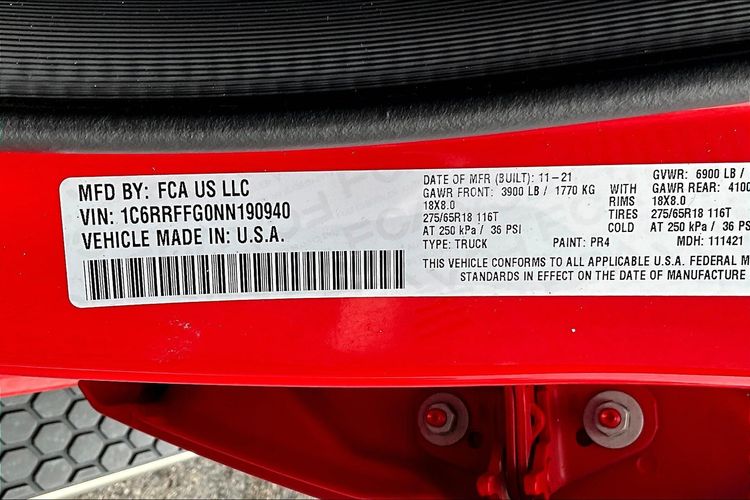 MFD BY: FCA US LLC
VIN: 1C6RRFFG0NN190940
VEHICLE MADE IN: U.S.A.
DATE OF MFR (BUILT): 11-21 GVWR: 6900 LB /
GAWR FRONT: 3900 LB / 1770 KG WITH GAWR REAR: 4100
18X8.0 RIMS 18X8.0
275/65R18 116T TIRES 275/65R18 116T
AT 250 kPa / 36 PSI COLD AT 250 kPa / 36 PS
TYPE: TRUCK PAINT: PR4 MDH: 111421
THIS VEHICLE CONFORMS TO ALL APPLICABLE U.S.A. FEDERAL M
STANDARDS IN EFFECT ON THE DATE OF MANUFACTURE